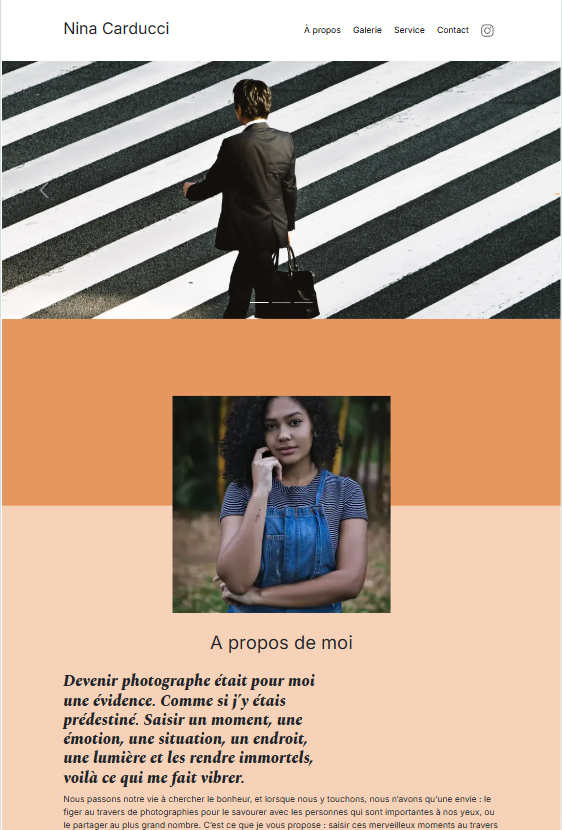 Nina Carducci
À propos Galerie Service Contact
A propos de moi
Devenir photographe était pour moi
une évidence. Comme si j'y étais
prédestiné. Saisir un moment, une
émotion, une situation, un endroit,
une lumière et les rendre immortels,
voilà ce qui me fait vibrer.
Nous passons notre vie à chercher le bonheur, et lorsque nous y touchons, nous n'avons qu'une envie : le
figer au travers de photographies pour le savourer avec les personnes qui sont importantes à nos yeux, ou
le partager au plus grand nombre. C'est ce que je vous propose : saisir ces merveilleux moments au travers